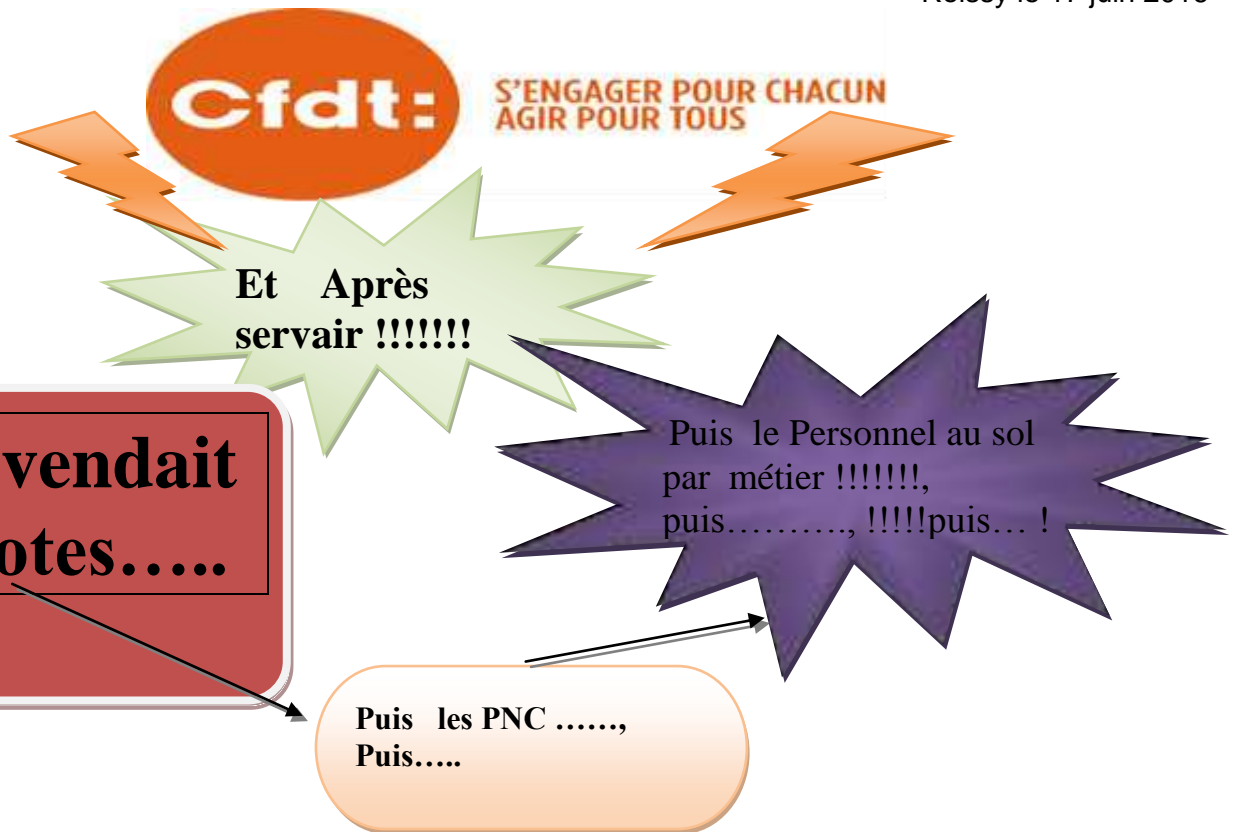 Cfdt:
S'ENGAGER POUR CHACUN
AGIR POUR TOUS
Et Après
servair !!!!!!!
vendait
otes…..
Puis le Personnel au sol
par métier !!!!!!!,
puis………., !!!!!puis… !
Puis les PNC ……,
Puis…..